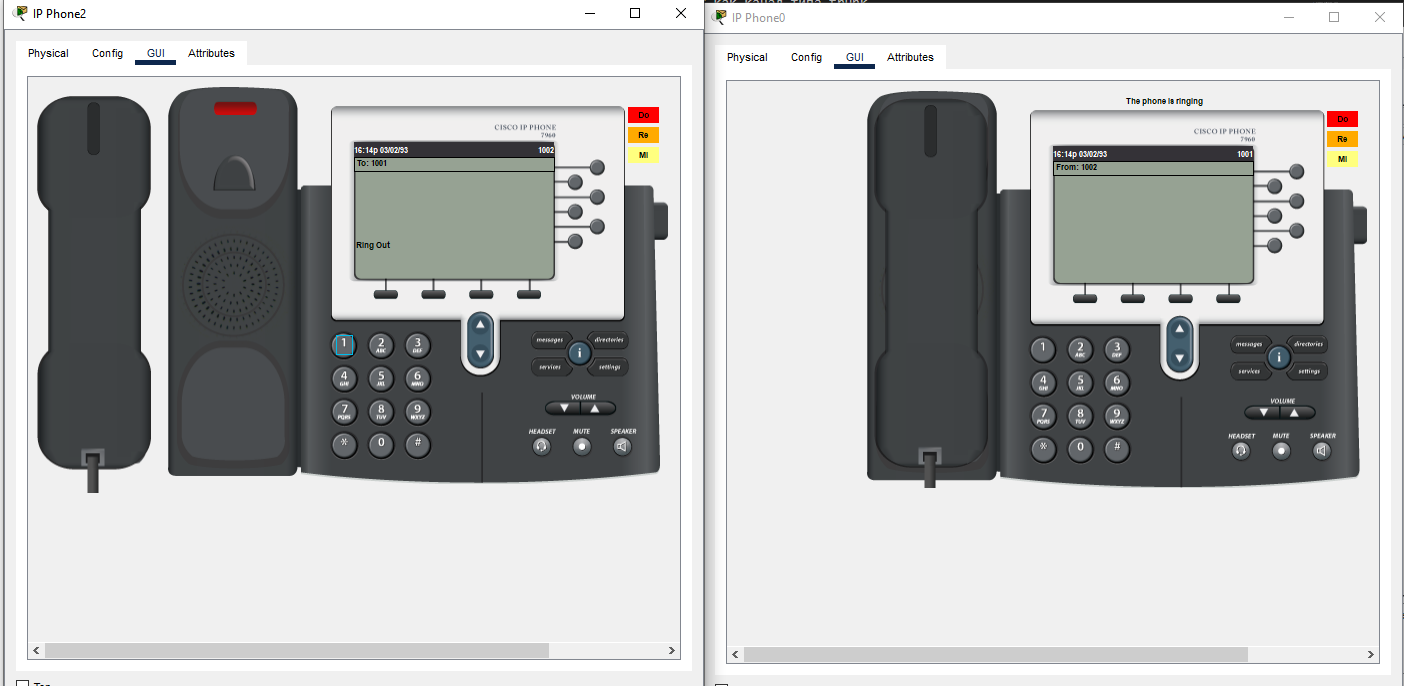 IP Phone2
Physical Config GUI Attributes
CISCO IP PHONE
7960
16:14p 03/02/93 1002
To: 1001
Ring Out
Do
Re
MI
1
2 ABC
3 DEF
4 GHI
5 JKL
6 MNO
7 PQRS
8 TUV
9 WXYZ
*
0
#
messages directories
i
services settings
VOLUME
HEADSET MUTE SPEAKER
IP Phone0
Physical Config GUI Attributes
The phone is ringing
CISCO IP PHONE
7960
16:14p 03/02/93 1001
From: 1002
Do
Re
MI
1
2 ABC
3 DEF
4 GHI
5 JKL
6 MNO
7 PQRS
8 TUV
9 WXYZ
*
0
#
messages directories
i
services settings
VOLUME
HEADSET MUTE SPEAKER